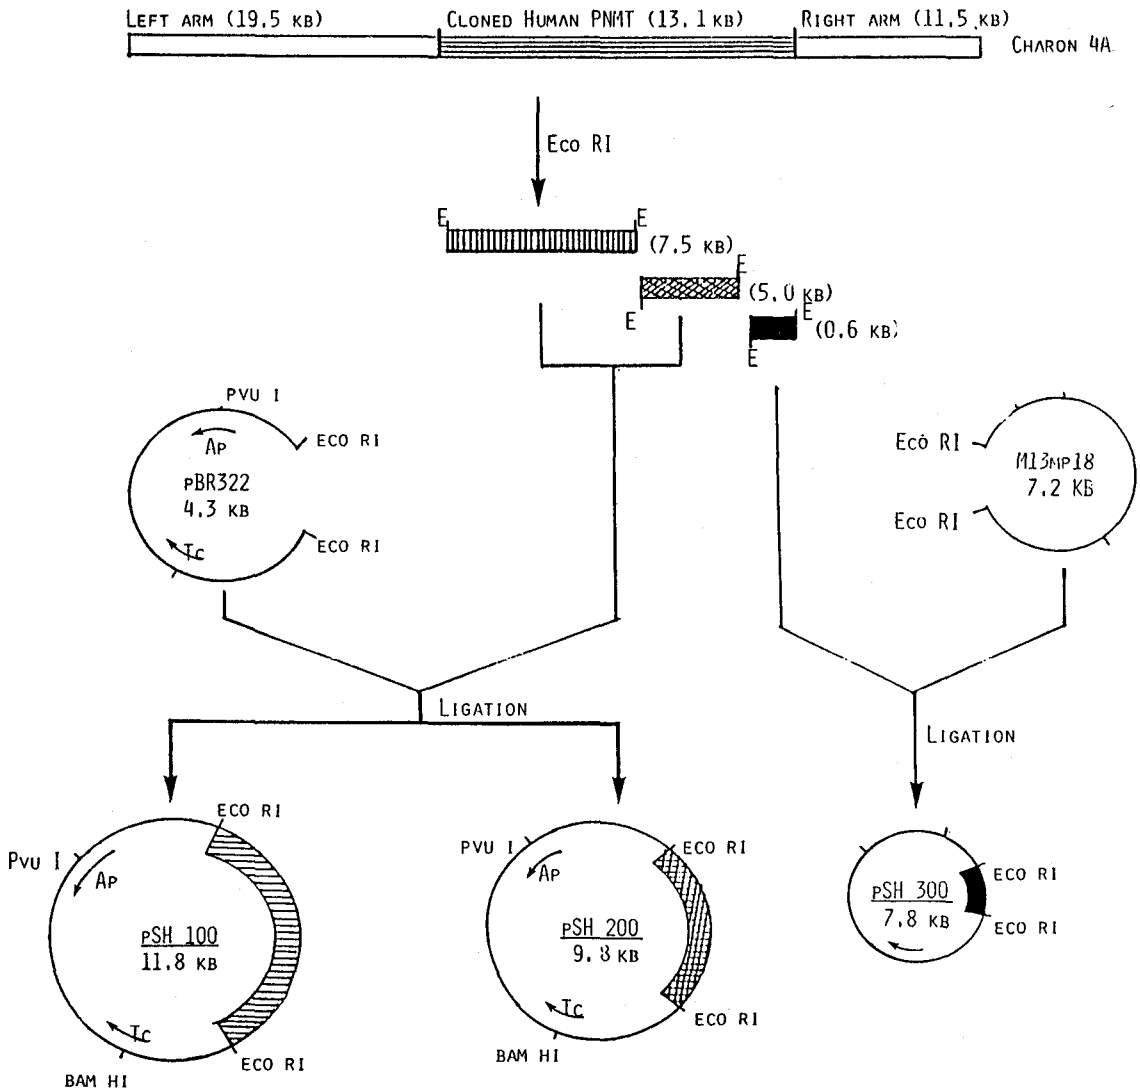 LEFT ARM (19.5 KB)
CLONED HUMAN PNMT (13.1 KB)
RIGHT ARM (11.5 KB)
CHARON 4A
ECO RI
E
E
(7.5 KB)
E
(5.0 KB)
E
E
(0.6 KB)
E
PVU I
ECO RI
AP
PBR322
4.3 KB
ECO RI
TC
ECO RI
M13MP18
7.2 KB
ECO RI
LIGATION
LIGATION
ECO RI
PVU I
AP
PSH 100
11.8 KB
TC
ECO RI
BAM HI
PVU I
ECO RI
AP
PSH 200
9.8 KB
TC
ECO RI
BAM HI
ECO RI
PSH 300
7.8 KB
ECO RI